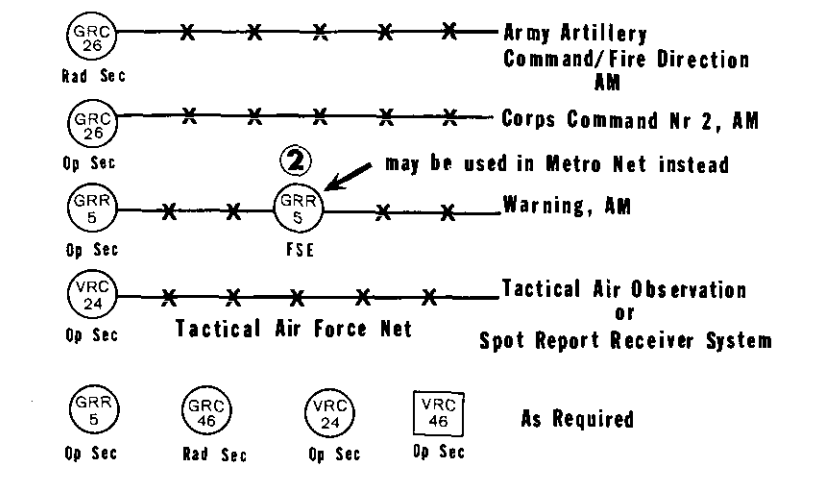 GRC
26
Rad Sec
X X X X X
Army Artillery
Command/Fire Direction
AM
GRC
26
Op Sec
X X X X X
Corps Command Nr 2, AM
2
may be used in Metro Net instead
GRR
5
Op Sec
X X
GRR
5
FSE
X X
Warning, AM
VRC
24
Op Sec
X X X X X
Tactical Air Force Net
Tactical Air Observation
or
Spot Report Receiver System
GRR
5
Op Sec
GRC
46
Rad Sec
VRC
24
Op Sec
VRC
46
Op Sec
As Required